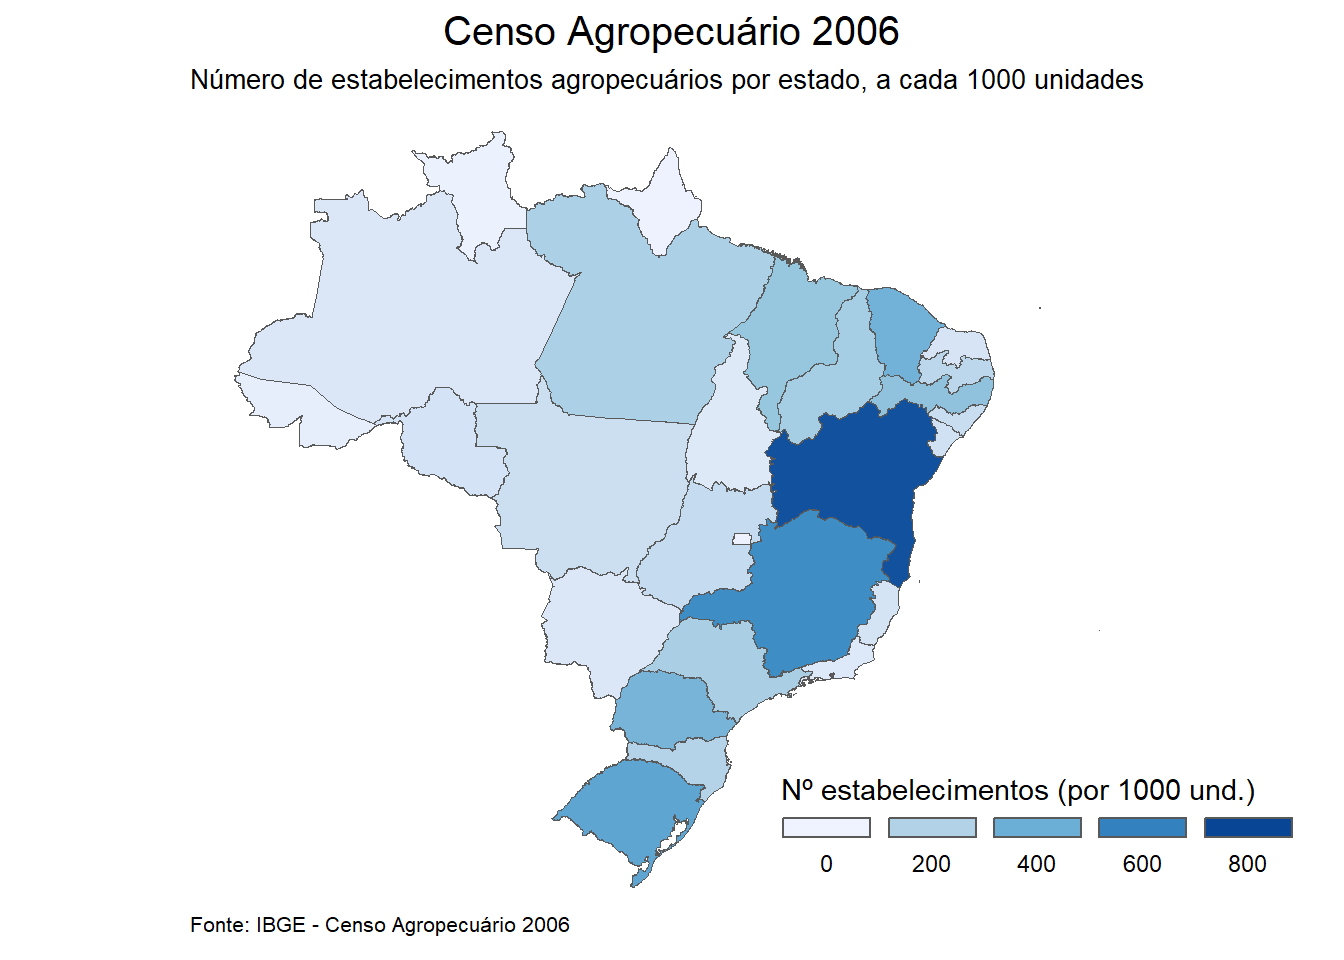 Censo Agropecuário 2006
Número de estabelecimentos agropecuários por estado, a cada 1000 unidades
Nº estabelecimentos (por 1000 und.)
0 200 400 600 800
Fonte: IBGE - Censo Agropecuário 2006